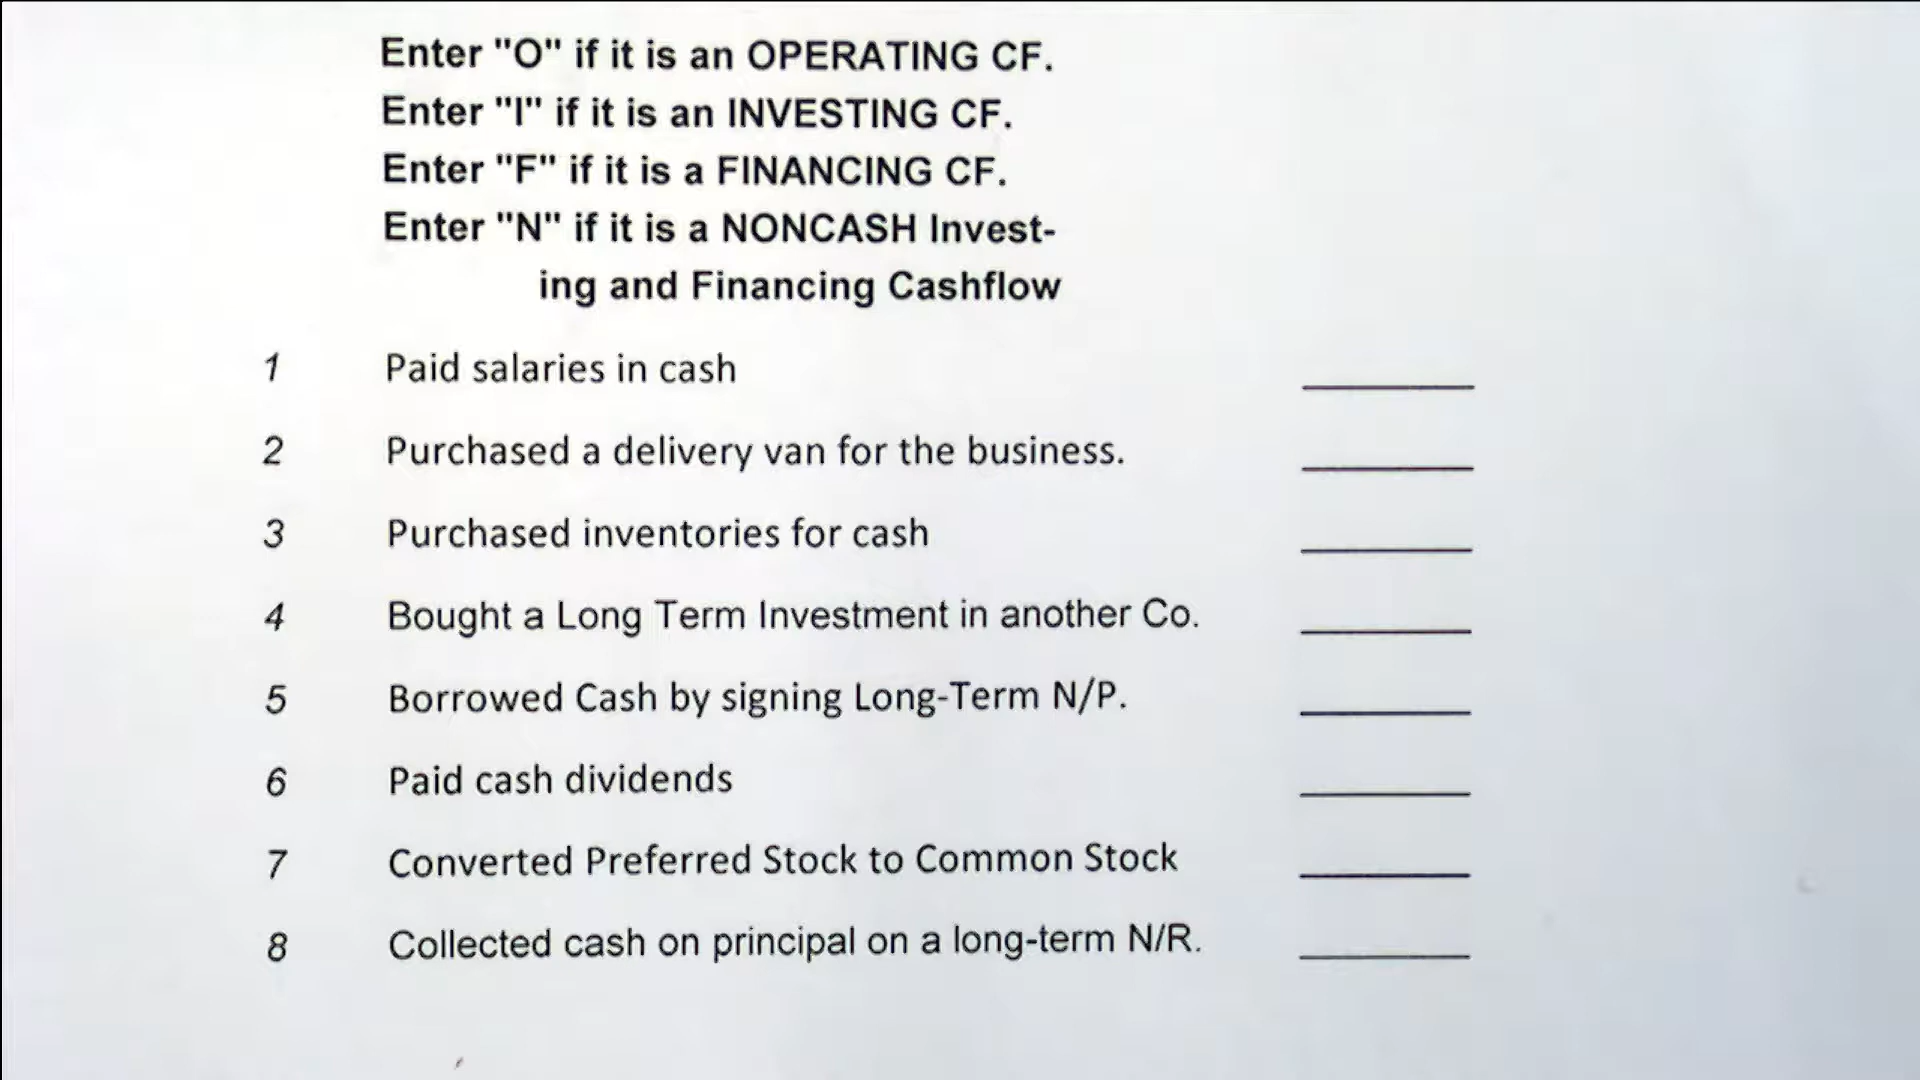 Enter "O" if it is an OPERATING CF.
Enter "I" if it is an INVESTING CF.
Enter "F" if it is a FINANCING CF.
Enter "N" if it is a NONCASH Invest-
ing and Financing Cashflow
1 Paid salaries in cash
2 Purchased a delivery van for the business.
3 Purchased inventories for cash
4 Bought a Long Term Investment in another Co.
5 Borrowed Cash by signing Long-Term N/P.
6 Paid cash dividends
7 Converted Preferred Stock to Common Stock
8 Collected cash on principal on a long-term N/R.